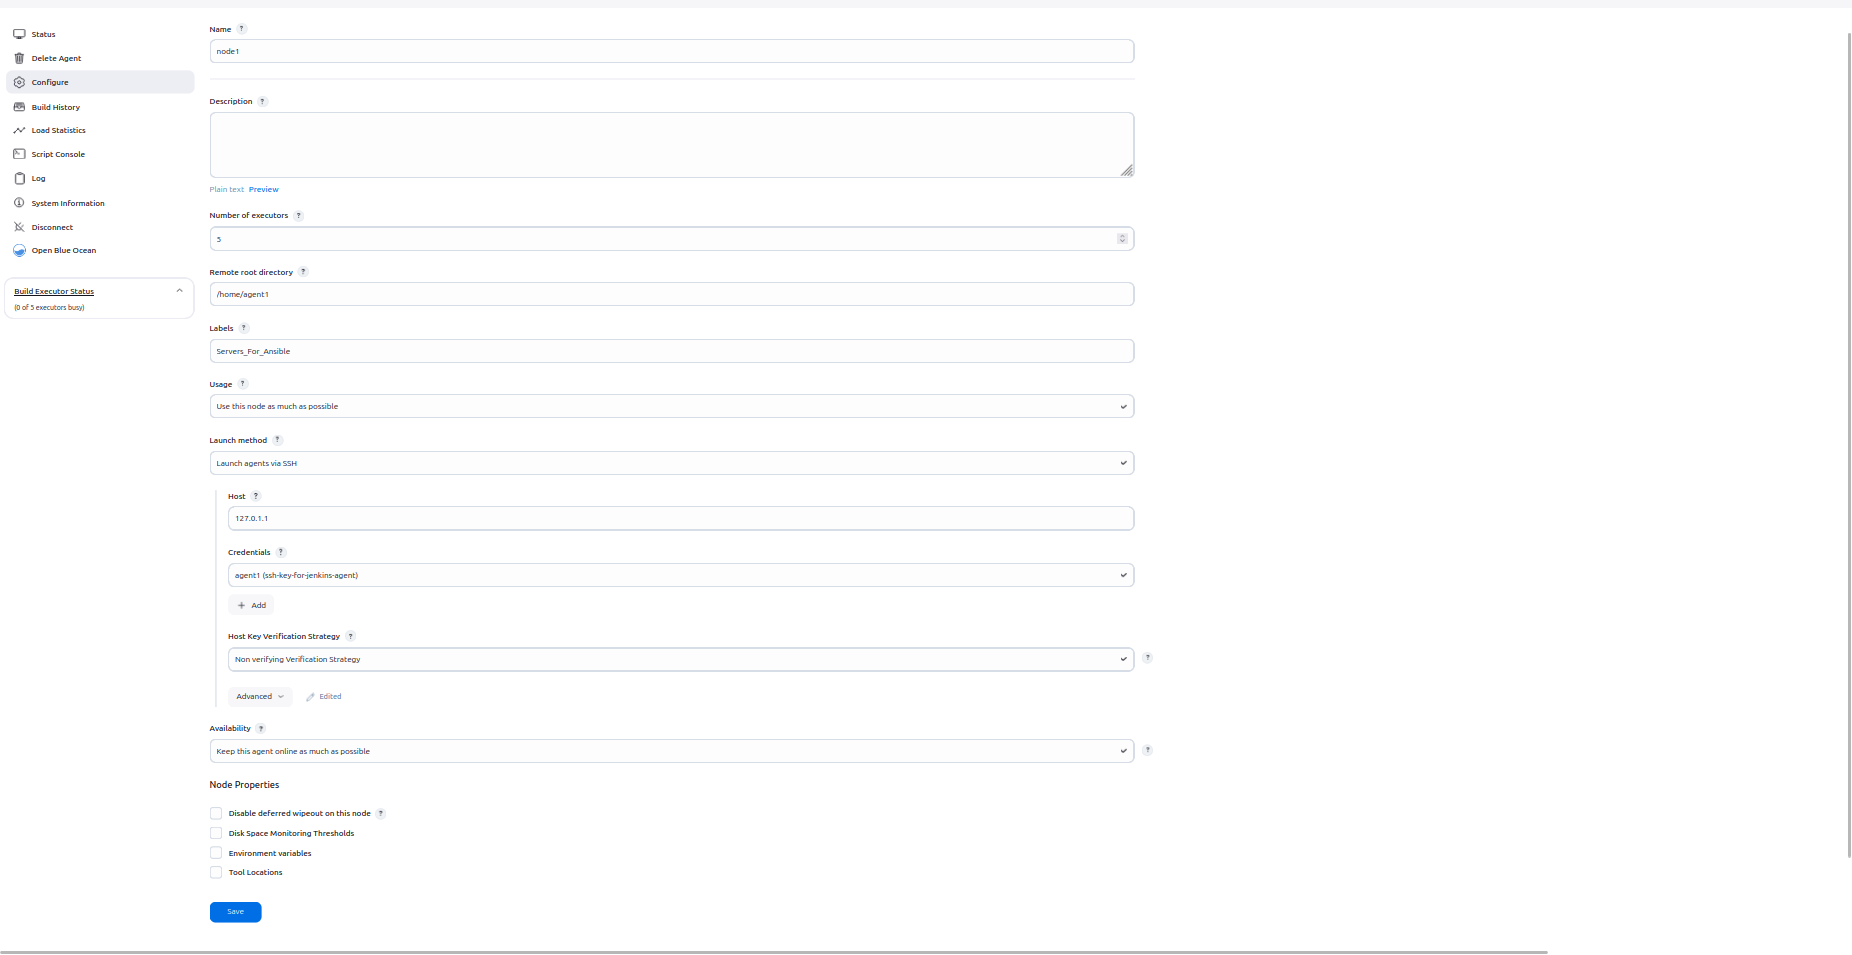 Status
Delete Agent
Configure
Build History
Load Statistics
Script Console
Log
System Information
Disconnect
Open Blue Ocean
Build Executor Status
(0 of 5 executors busy)
Name ?
node1
Description ?
Plain text Preview
Number of executors ?
5
Remote root directory ?
/home/agent1
Labels ?
Servers_For_Ansible
Usage ?
Use this node as much as possible
Launch method ?
Launch agents via SSH
Host ?
127.0.1.1
Credentials ?
agent1 (ssh-key-for-jenkins-agent)
+ Add
Host Key Verification Strategy ?
Non verifying Verification Strategy
?
Advanced Edited
Availability ?
Keep this agent online as much as possible
?
Node Properties
Disable deferred wipeout on this node ?
Disk Space Monitoring Thresholds
Environment variables
Tool Locations
Save